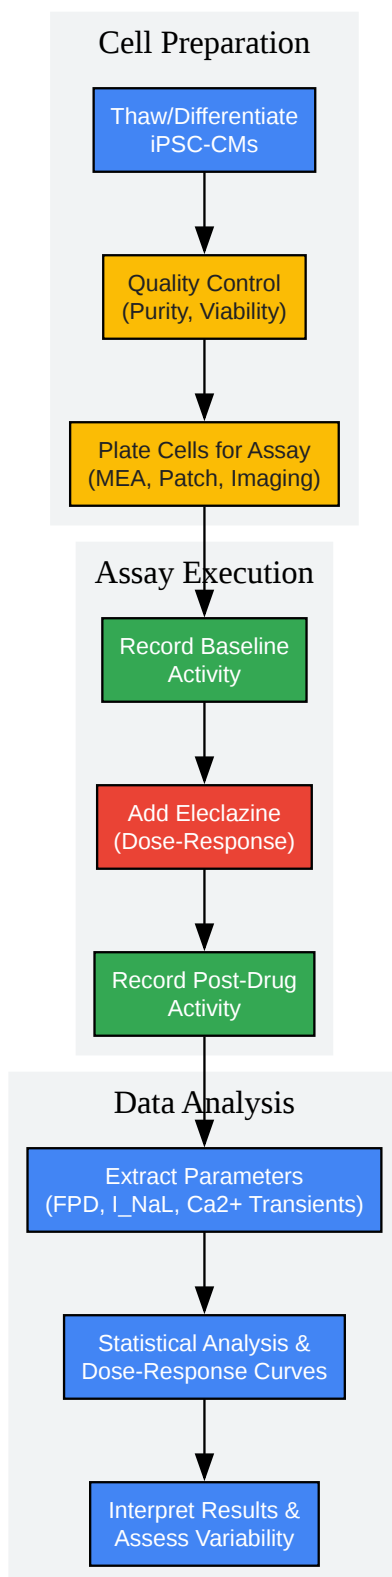 Cell Preparation
Thaw/Differentiate
iPSC-CMs
Quality Control
(Purity, Viability)
Plate Cells for Assay
(MEA, Patch, Imaging)
Assay Execution
Record Baseline
Activity
Add Eleclazine
(Dose-Response)
Record Post-Drug
Activity
Data Analysis
Extract Parameters
(FPD, I_NaL, Ca2+ Transients)
Statistical Analysis &
Dose-Response Curves
Interpret Results &
Assess Variability